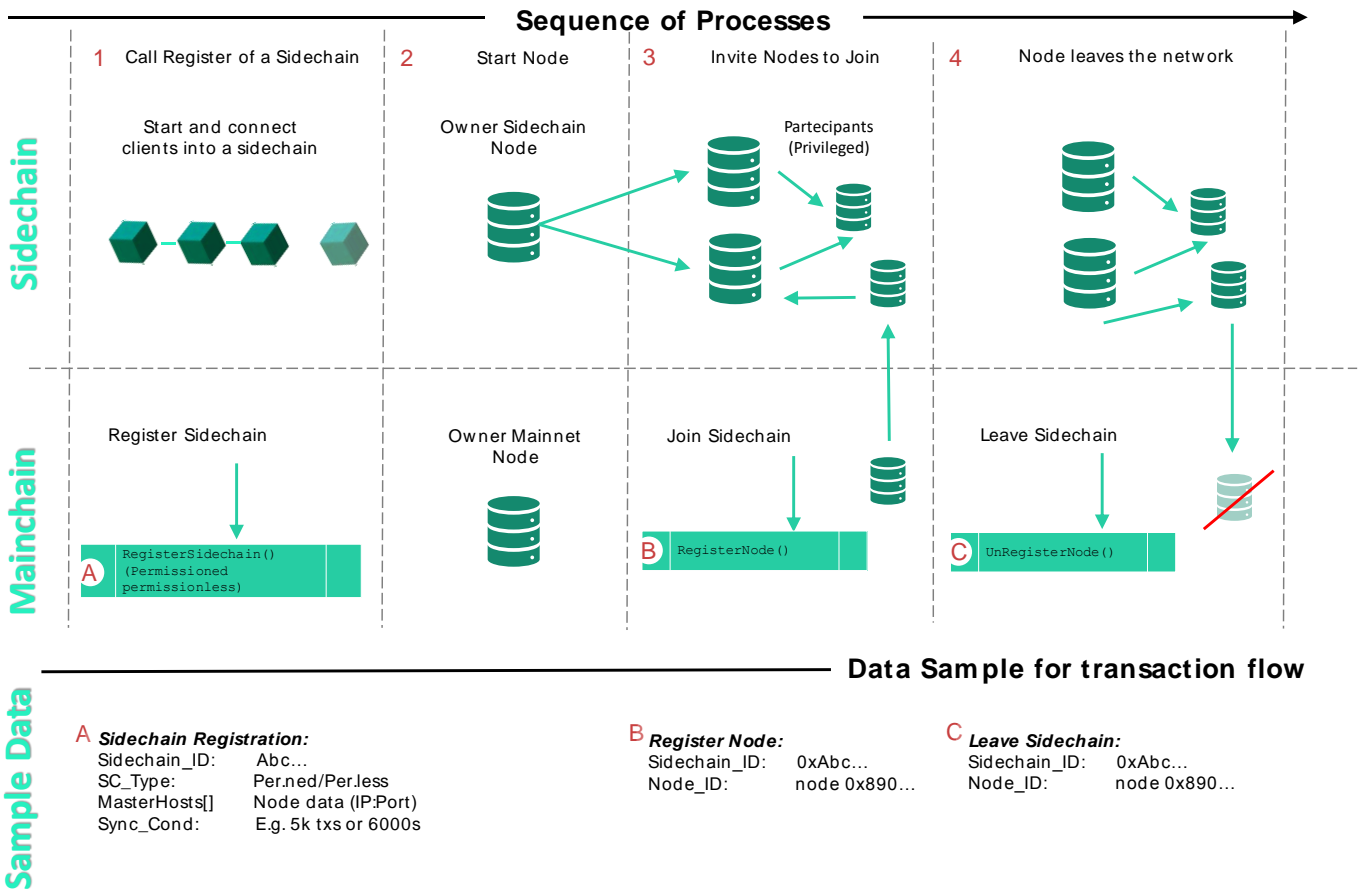 Sequence of Processes
1 Call Register of a Sidechain
2 Start Node
3 Invite Nodes to Join
4 Node leaves the network
Sidechain
Start and connect
clients into a sidechain
Owner Sidechain
Node
Partecipants
(Privileged)
Mainchain
Register Sidechain
A
RegisterSidechain()
(Permissioned
permissionless)
Owner Mainnet
Node
Join Sidechain
B RegisterNode()
Leave Sidechain
C UnRegisterNode()
Data Sample for transaction flow
Sample Data
A Sidechain Registration:
Sidechain_ID: Abc...
SC_Type: Per.ned/Per.less
MasterHosts[] Node data (IP:Port)
Sync_Cond: E.g. 5k txs or 6000s
B Register Node:
Sidechain_ID: 0xAbc...
Node_ID: node 0x890...
C Leave Sidechain:
Sidechain_ID: 0xAbc...
Node_ID: node 0x890...